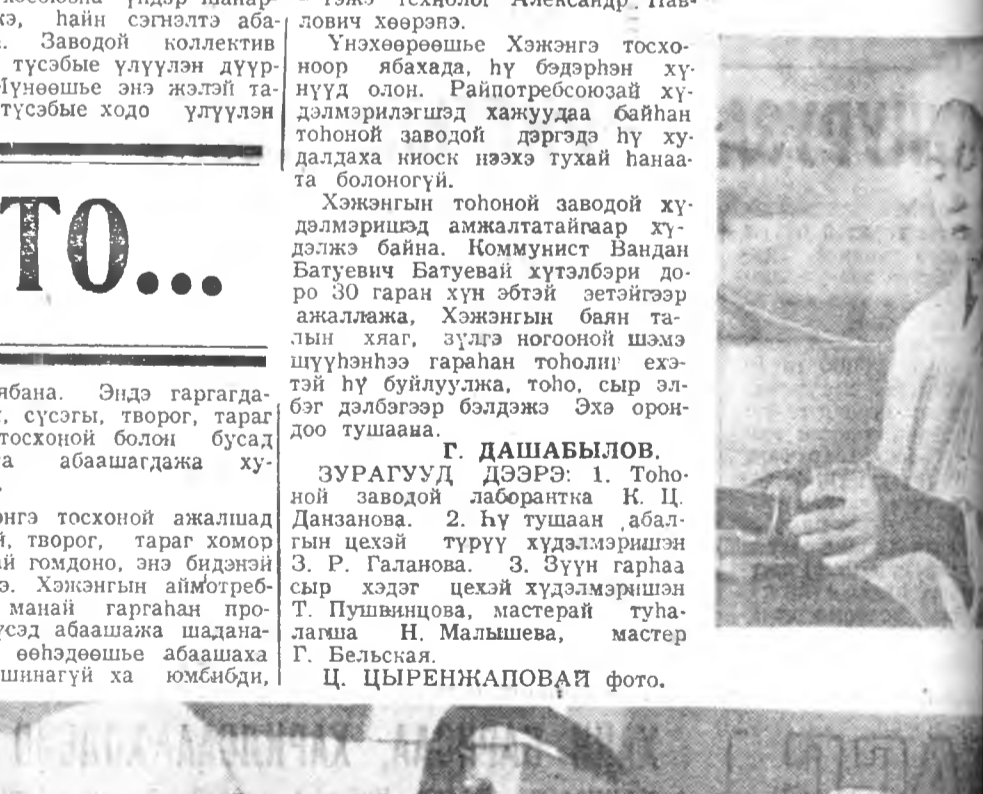 кэ, һайн сэгнэлтэ аба-
Заводой коллектив
түсэбые үлүүлэн дүүр-
Мүнөөшье энэ жэлэй та-
түсэбые ходо үлүүлэн
ТО...
ябана. Эндэ гаргагда-
сүсэгы, творог, тараг
тосхоной болон бусад
абаашагдажа ху-
энгэ тосхоной ажалшад
творог, тараг хомор
гомдоно, энэ бидэнэй
Хэжэнгын аймпотреб-
манай гаргаһан про-
үсэд абаашажа шадана-
өөһэдөөшье абаашаха
шинагүй ха юмбибди,
технолог Александр Пав-
лович хөөрэнэ.
Үнэхөөрөөшье Хэжэнгэ тосхо-
ноор ябахада, һү бэдэрһэн хү-
нүүд олон. Райпотребсоюзай хү-
дэлмэрилэгшэд хажуудаа байһан
тоһоной заводой дэргэдэ һү ху-
далдаха киоск нээхэ тухай һанаа-
та болоногүй.
Хэжэнгын тоһоной заводой хү-
дэлмэришэд амжалтатайгаар хү-
дэлжэ байна. Коммунист Вандан
Батуевич Батуевай хүтэлбэри до-
ро 30 гаран хүн эбтэй эетэйгээр
ажаллажа, Хэжэнгын баян та-
лын хяаг, зүлгэ ногооной шэмэ
шүүһэнһээ гараһан тоһолиг ехэ-
тэй һү буйлуулжа, тоһо, сыр эл-
бэг дэлбэгээр бэлдэжэ Эхэ орон-
доо тушаана.
Г. ДАШАБЫЛОВ.
ЗУРАГУУД ДЭЭРЭ: 1. Тоһо-
ной заводой лаборантка К. Ц.
Данзанова. 2. Һү тушаан абал-
гын цехэй түрүү хүдэлмэришэн
З. Р. Галанова. 3. Зүүн гарһаа
сыр хэдэг цехэй хүдэлмэришэн
Т. Пушвинцова, мастерай туһа-
лагша Н. Малышева, мастер
Г. Бельская.
Ц. ЦЫРЕНЖАПОВАЙ фото.